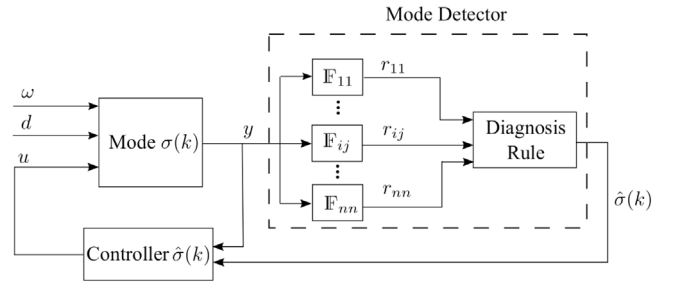 Mode Detector
𝔽₁₁
r₁₁
ω
d
u
Mode σ(k)
y
𝔽ᵢⱼ
rᵢⱼ
Diagnosis
Rule
𝔽ₙₙ
rₙₙ
σ̂(k)
Controller σ̂(k)